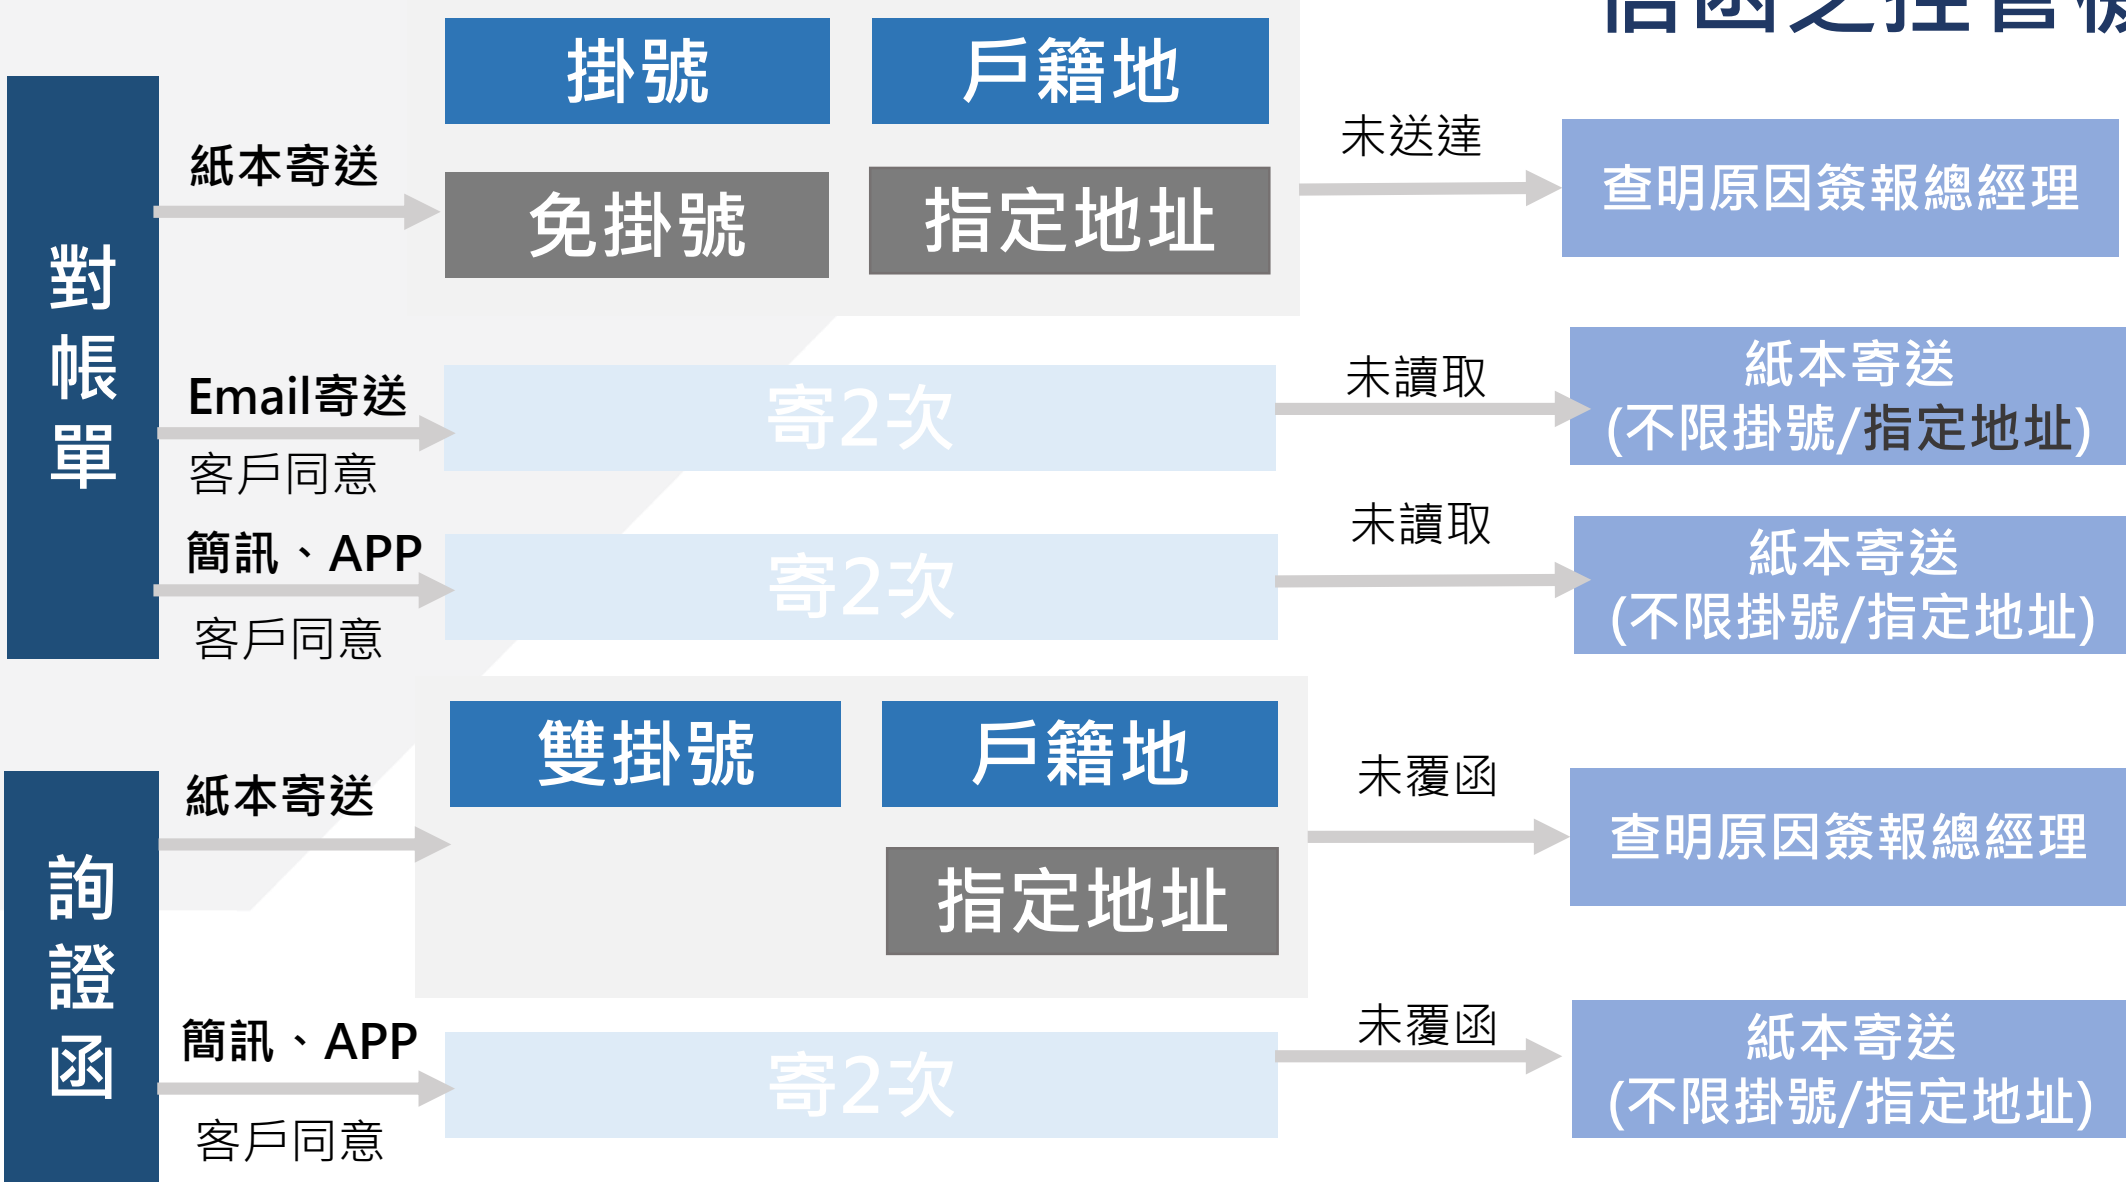 信函之控管機
對帳單
紙本寄送
掛號
戶籍地
免掛號
指定地址
未送達
查明原因簽報總經理
Email寄送
客戶同意
寄2次
未讀取
紙本寄送
(不限掛號/指定地址)
簡訊、APP
客戶同意
寄2次
未讀取
紙本寄送
(不限掛號/指定地址)
詢證函
紙本寄送
雙掛號
戶籍地
指定地址
未覆函
查明原因簽報總經理
簡訊、APP
客戶同意
寄2次
未覆函
紙本寄送
(不限掛號/指定地址)